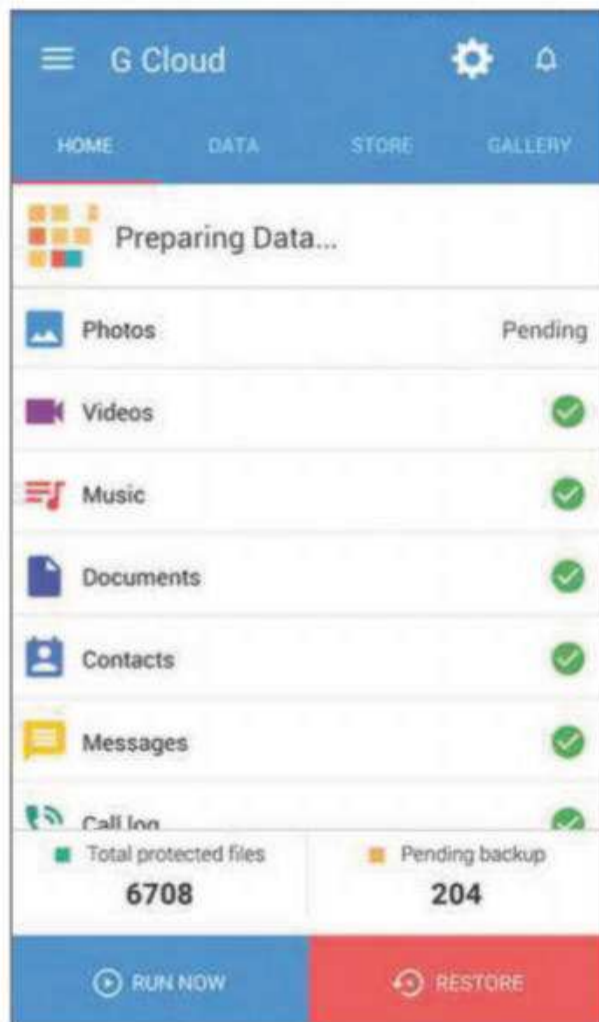 G Cloud
HOME DATA STORE GALLERY
Preparing Data...
Photos Pending
Videos
Music
Documents
Contacts
Messages
Call log
Total protected files Pending backup
6708 204
RUN NOW RESTORE